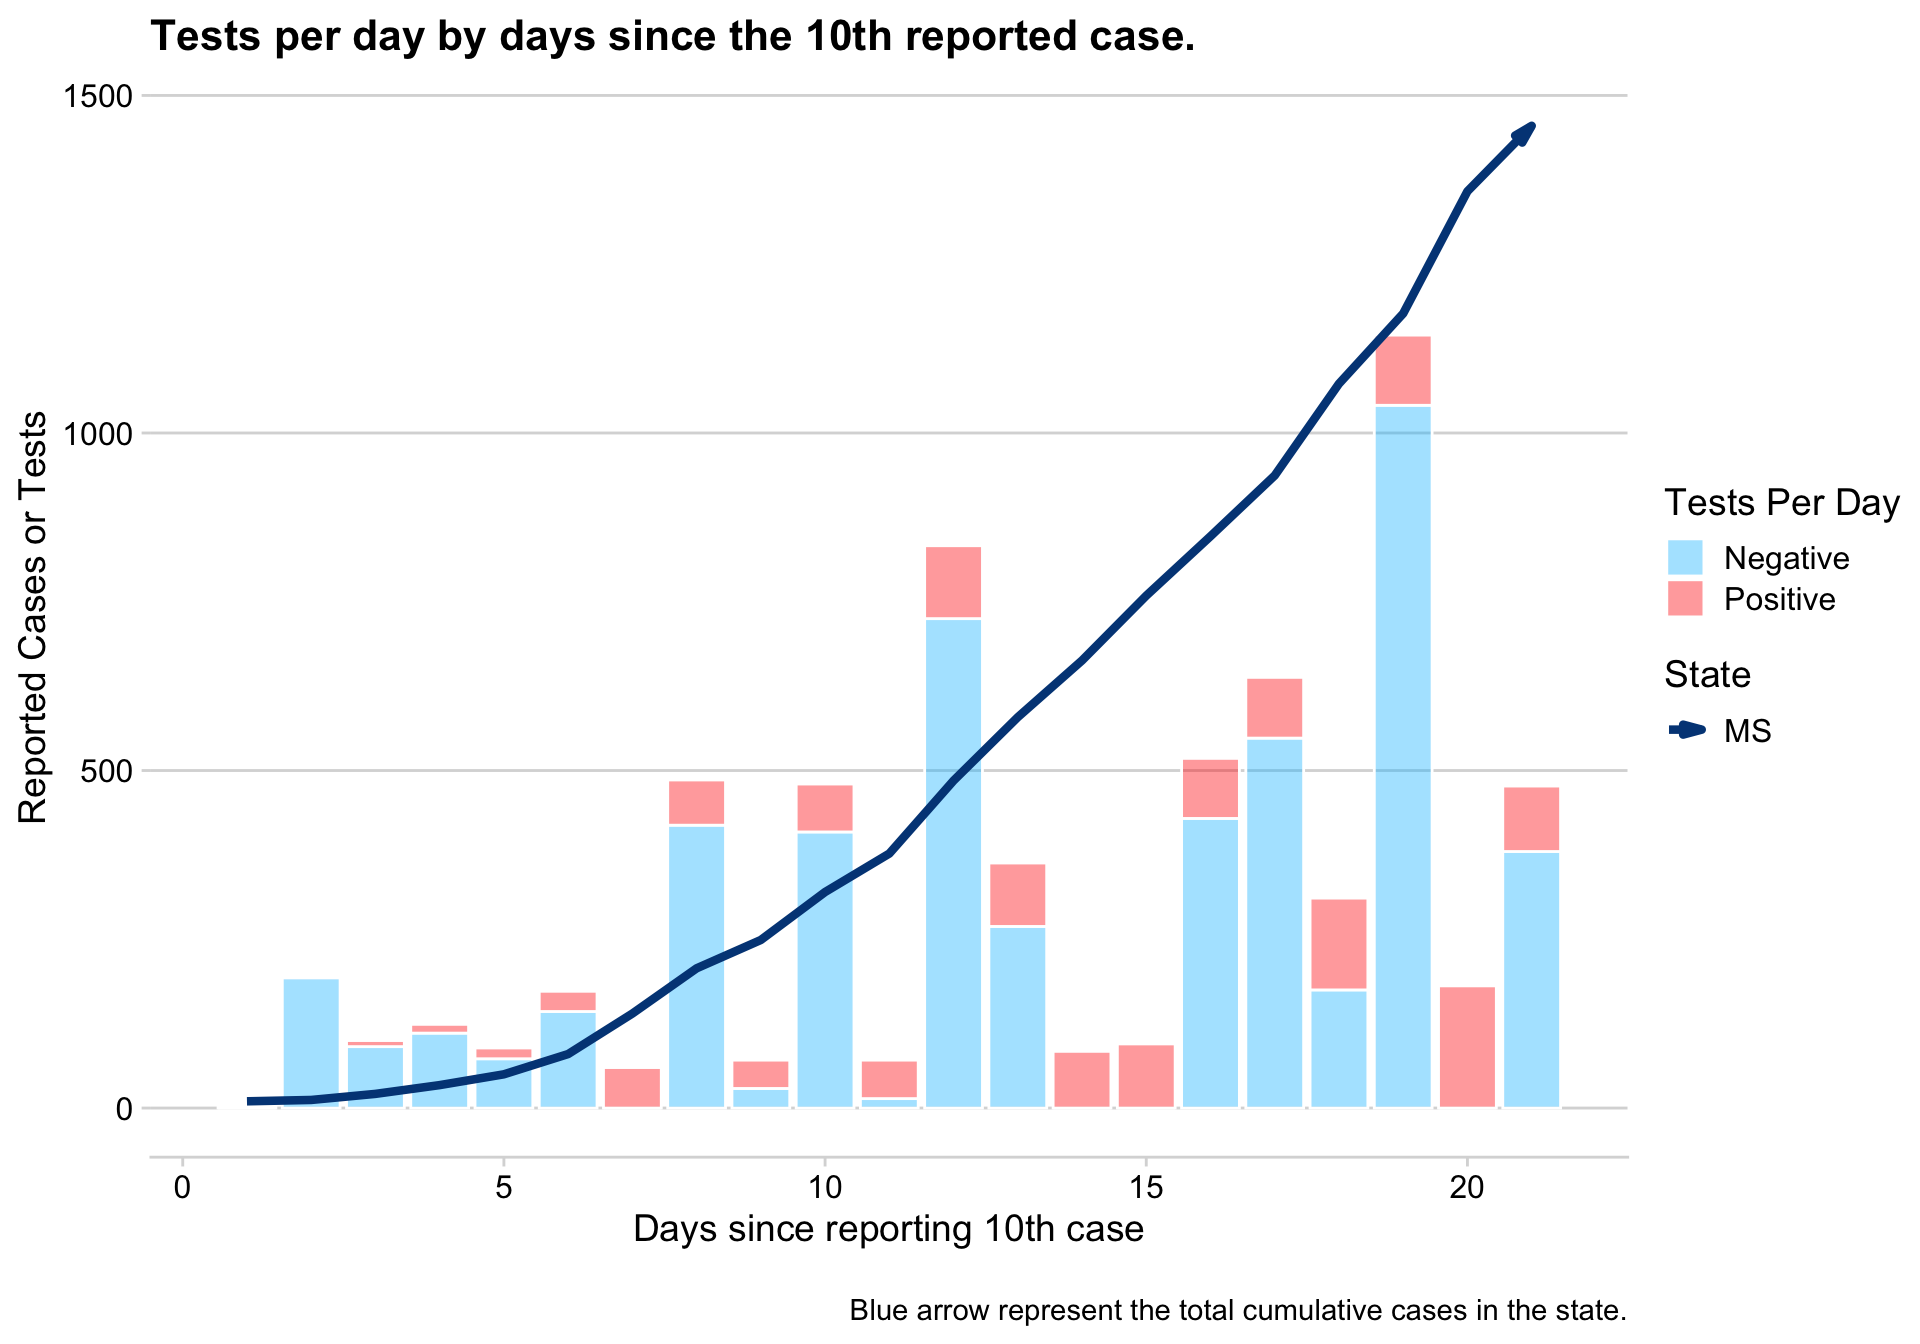 Tests per day by days since the 10th reported case.
1500
1000
500
0
Reported Cases or Tests
0 5 10 15 20
Days since reporting 10th case
Tests Per Day
Negative
Positive
State
MS
Blue arrow represent the total cumulative cases in the state.